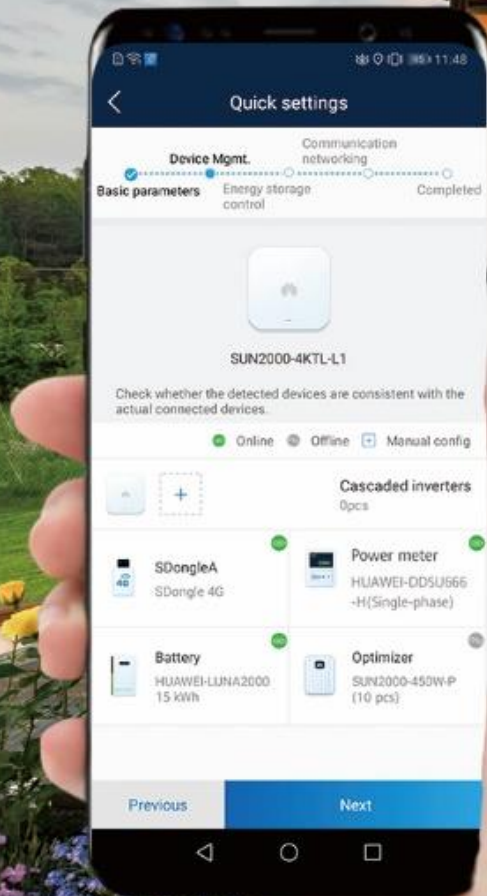 11:48
Quick settings
Device Mgmt.
Communication
networking
Basic parameters
Energy storage
control
Completed
SUN2000-4KTL-L1
Check whether the detected devices are consistent with the
actual connected devices.
Online Offline Manual config
Cascaded inverters
0pcs
SDongleA
SDongle 4G
4G
Power meter
HUAWEI-DDSU666
-H(Single-phase)
Battery
HUAWEI-LUNA2000
15 kWh
Optimizer
SUN2000-450W-P
(10 pcs)
Previous
Next